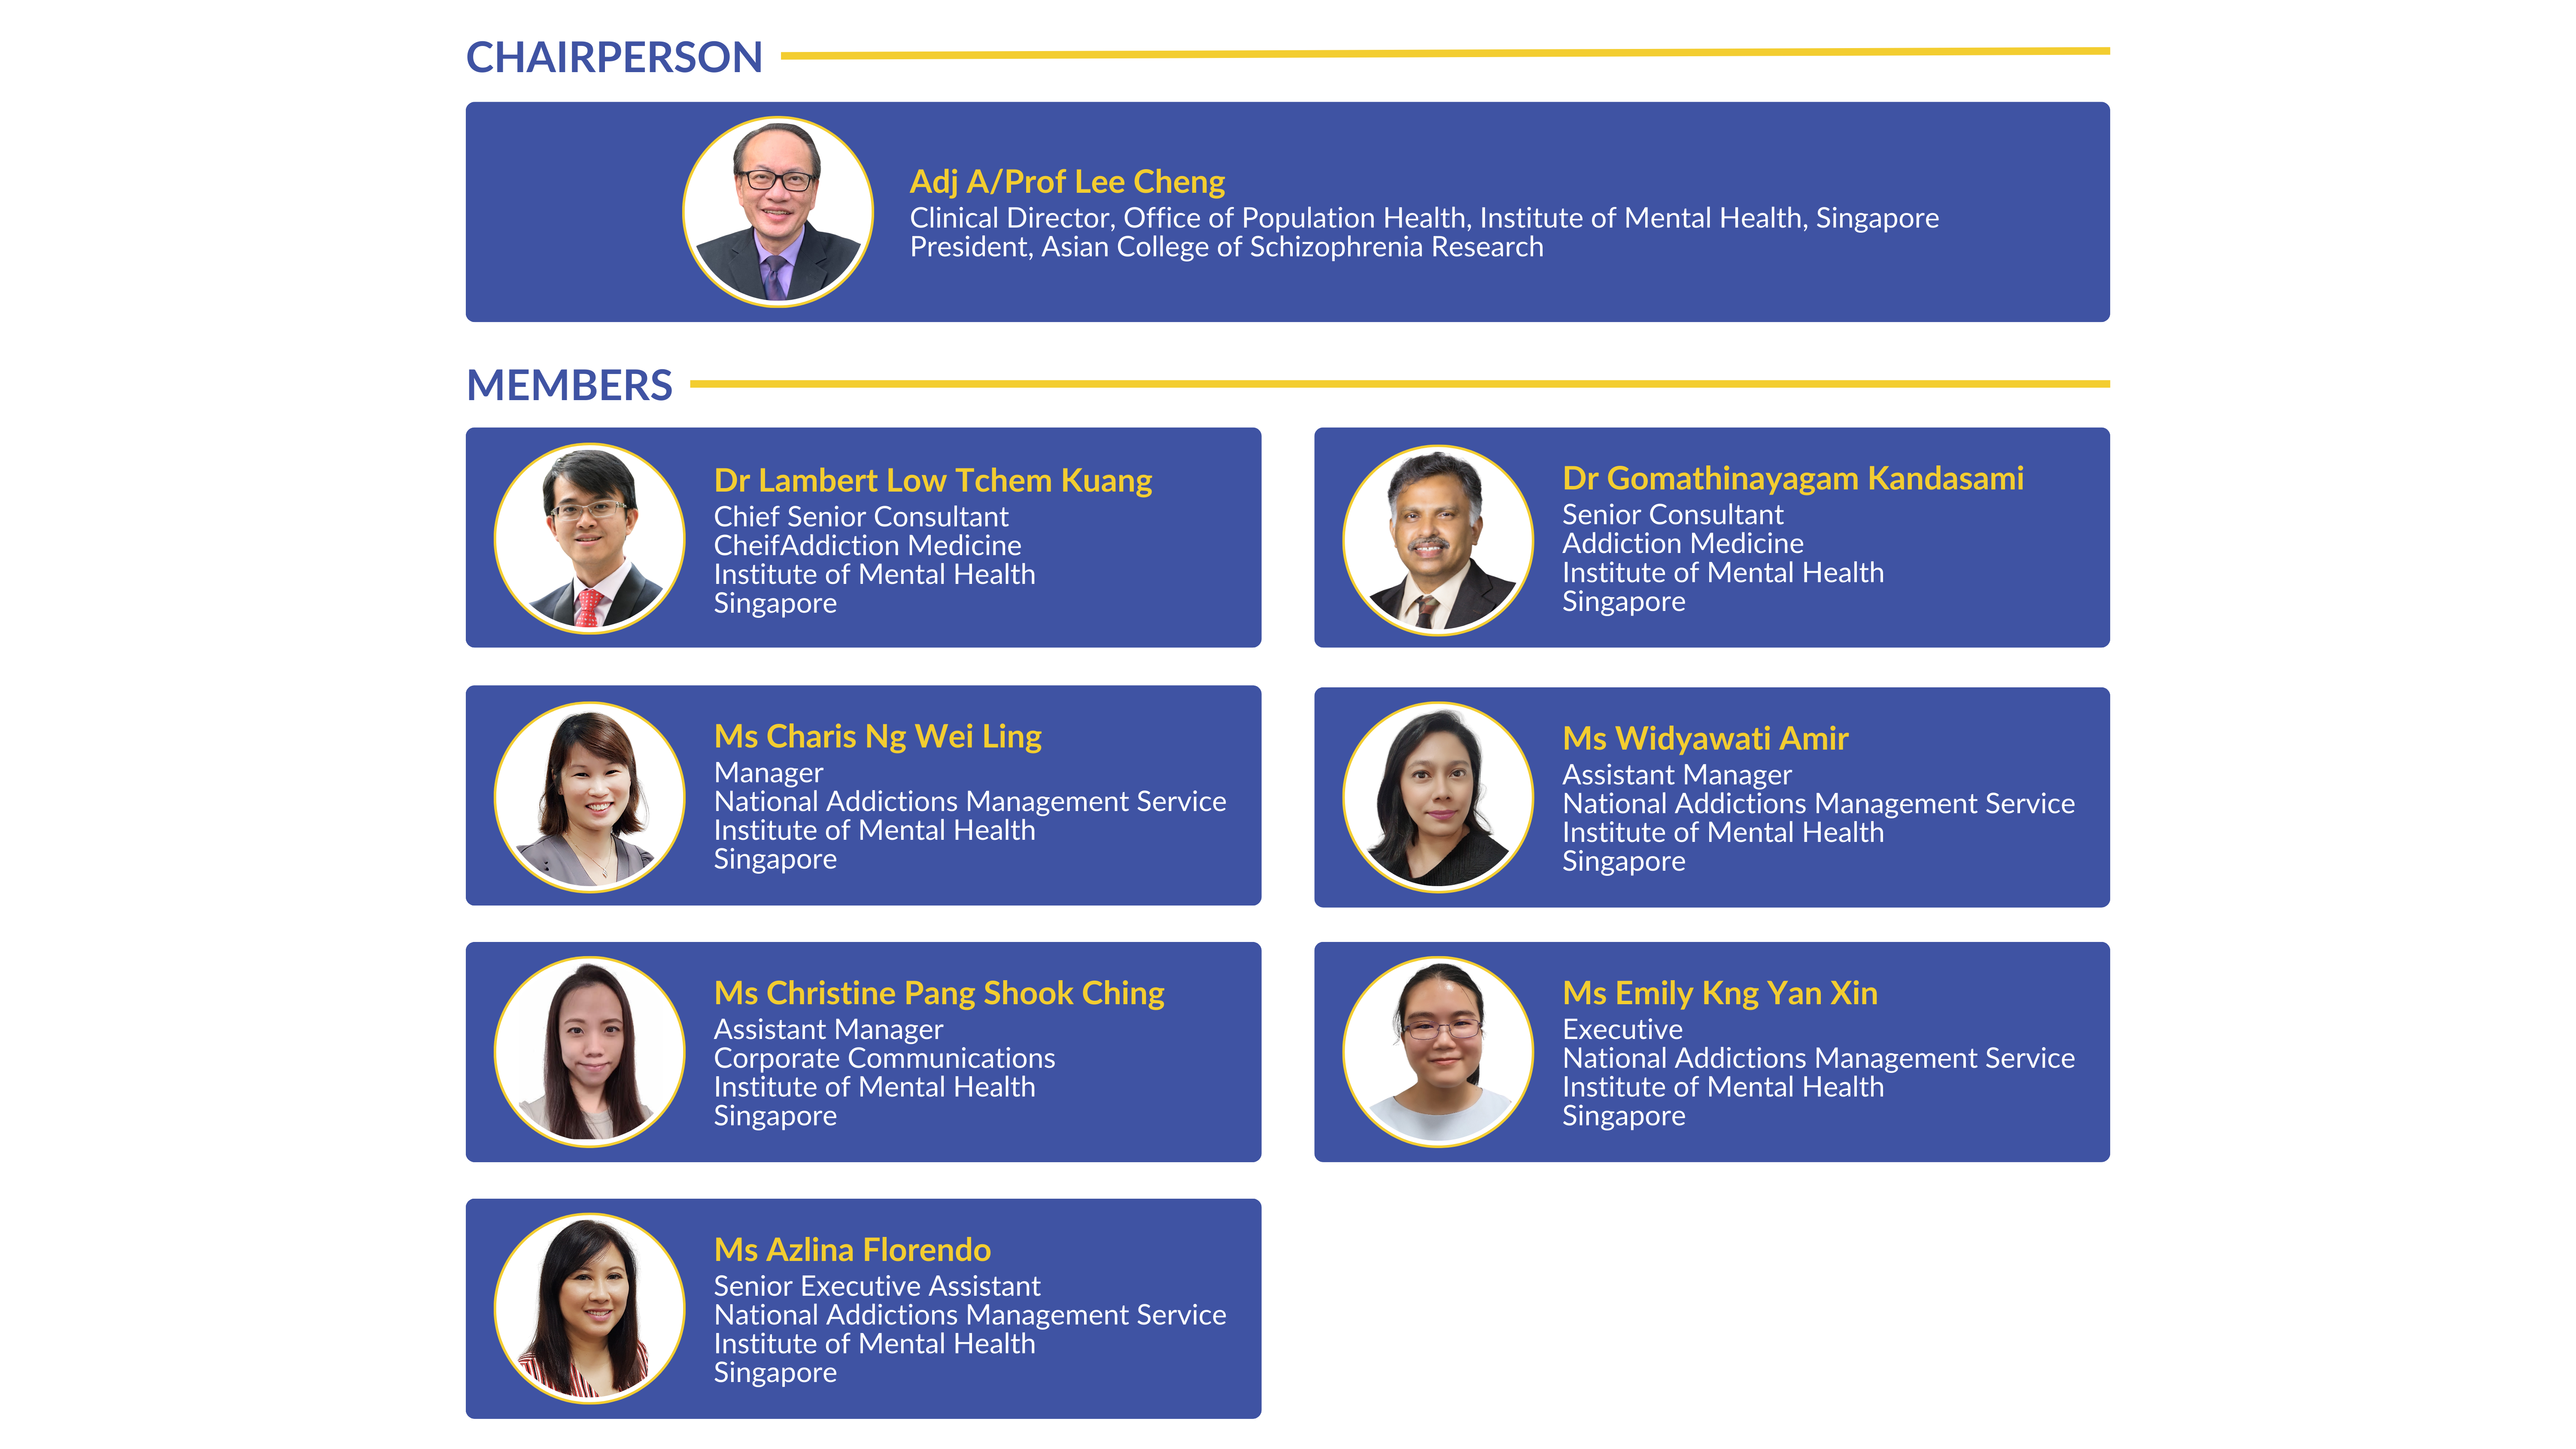 CHAIRPERSON
Adj A/Prof Lee Cheng
Clinical Director, Office of Population Health, Institute of Mental Health, Singapore
President, Asian College of Schizophrenia Research
MEMBERS
Dr Lambert Low Tchem Kuang
Chief Senior Consultant
CheifAddiction Medicine
Institute of Mental Health
Singapore
Dr Gomathinayagam Kandasami
Senior Consultant
Addiction Medicine
Institute of Mental Health
Singapore
Ms Charis Ng Wei Ling
Manager
National Addictions Management Service
Institute of Mental Health
Singapore
Ms Widyawati Amir
Assistant Manager
National Addictions Management Service
Institute of Mental Health
Singapore
Ms Christine Pang Shook Ching
Assistant Manager
Corporate Communications
Institute of Mental Health
Singapore
Ms Emily Kng Yan Xin
Executive
National Addictions Management Service
Institute of Mental Health
Singapore
Ms Azlina Florendo
Senior Executive Assistant
National Addictions Management Service
Institute of Mental Health
Singapore